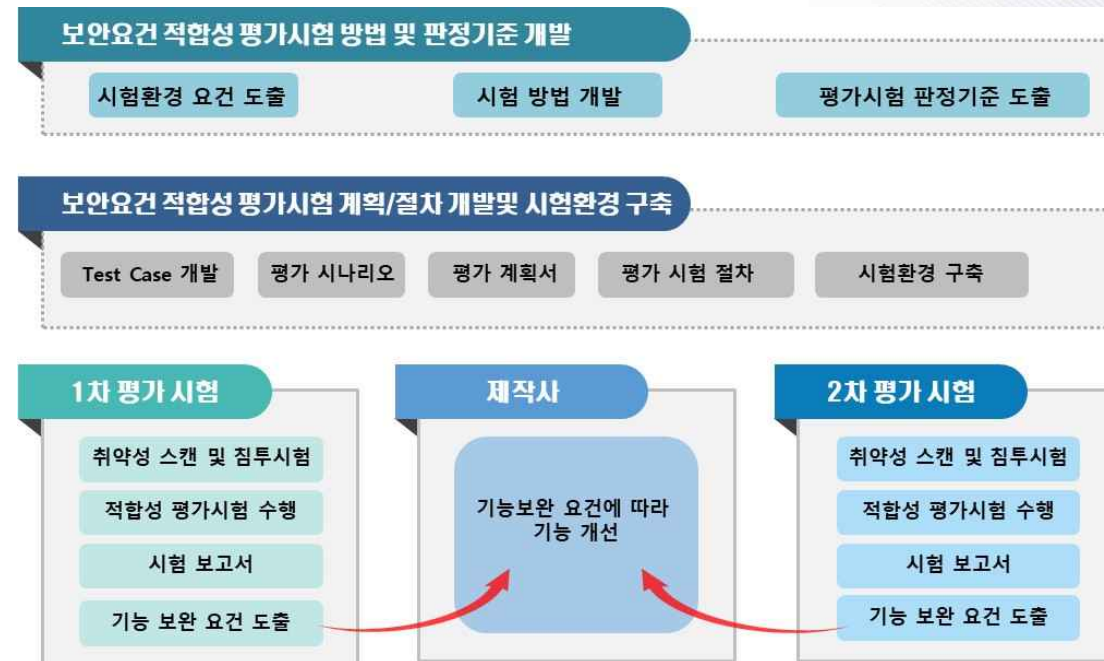 보안요건 적합성 평가시험 방법 및 판정기준 개발
시험환경 요건 도출
시험 방법 개발
평가시험 판정기준 도출
보안요건 적합성 평가시험 계획/절차 개발및 시험환경 구축
Test Case 개발
평가 시나리오
평가 계획서
평가 시험 절차
시험환경 구축
1차 평가 시험
취약성 스캔 및 침투시험
적합성 평가시험 수행
시험 보고서
기능 보완 요건 도출
제작사
기능보완 요건에 따라
기능 개선
2차 평가 시험
취약성 스캔 및 침투시험
적합성 평가시험 수행
시험 보고서
기능 보완 요건 도출